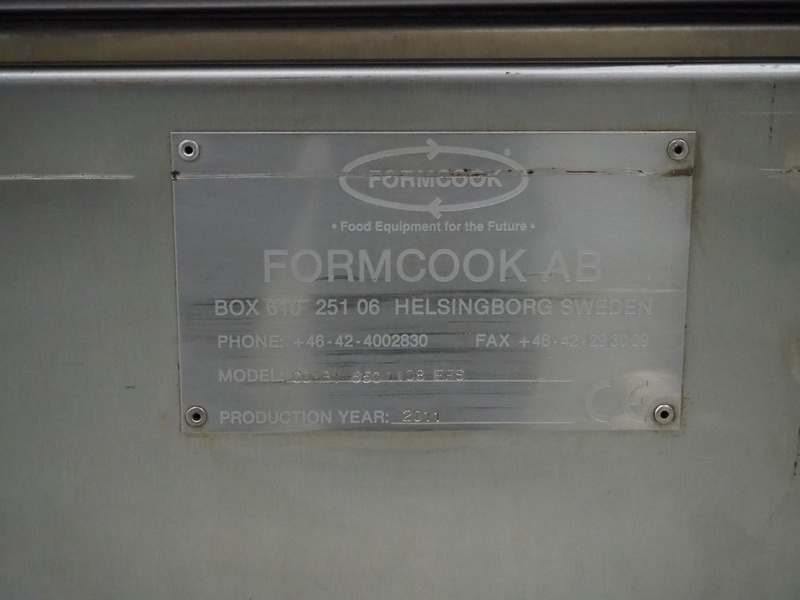 FORMCOOK
• Food Equipment for the Future •
FORMCOOK AB
BOX 610 251 06 HELSINGBORG SWEDEN
PHONE: +46-42-4002830 FAX +46-42-293009
MODEL:
PRODUCTION YEAR: 2011
CE